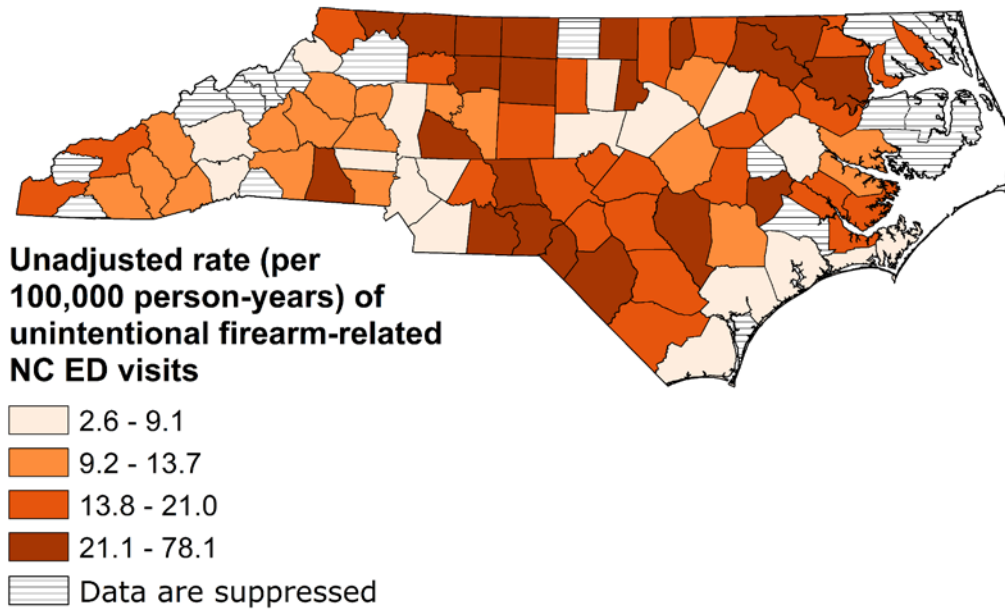 Unadjusted rate (per
100,000 person-years) of
unintentional firearm-related
NC ED visits
2.6 - 9.1
9.2 - 13.7
13.8 - 21.0
21.1 - 78.1
Data are suppressed